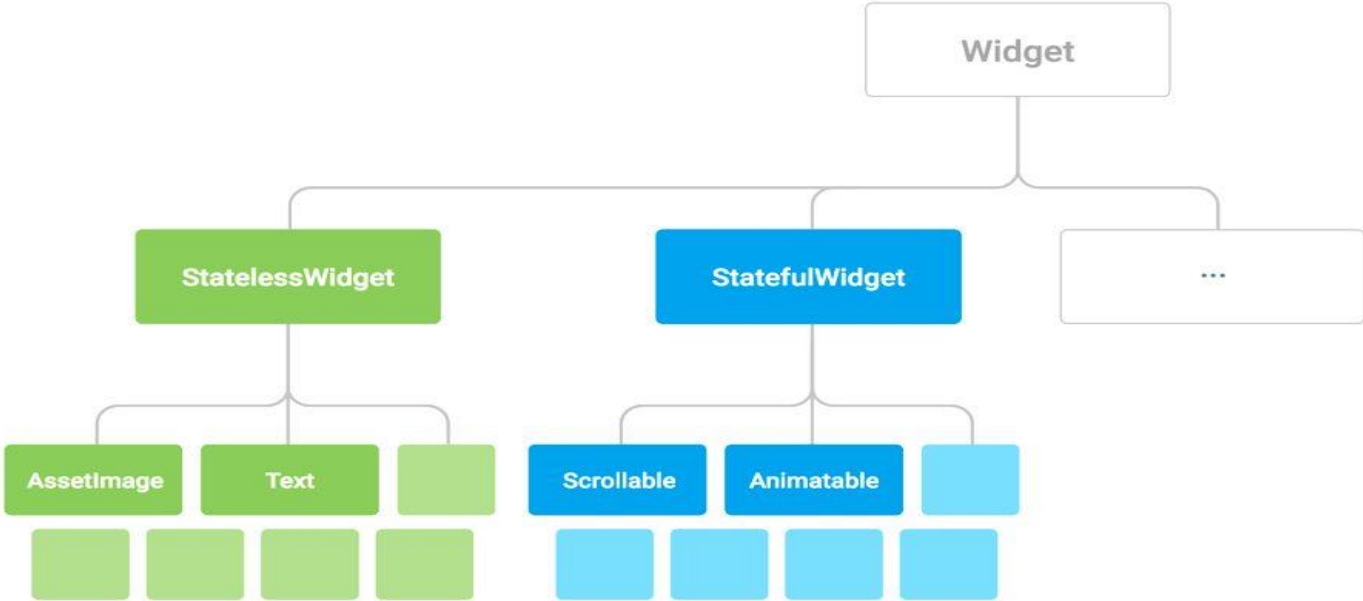 Widget
StatelessWidget
StatefulWidget
...
AssetImage
Text
Scrollable
Animatable